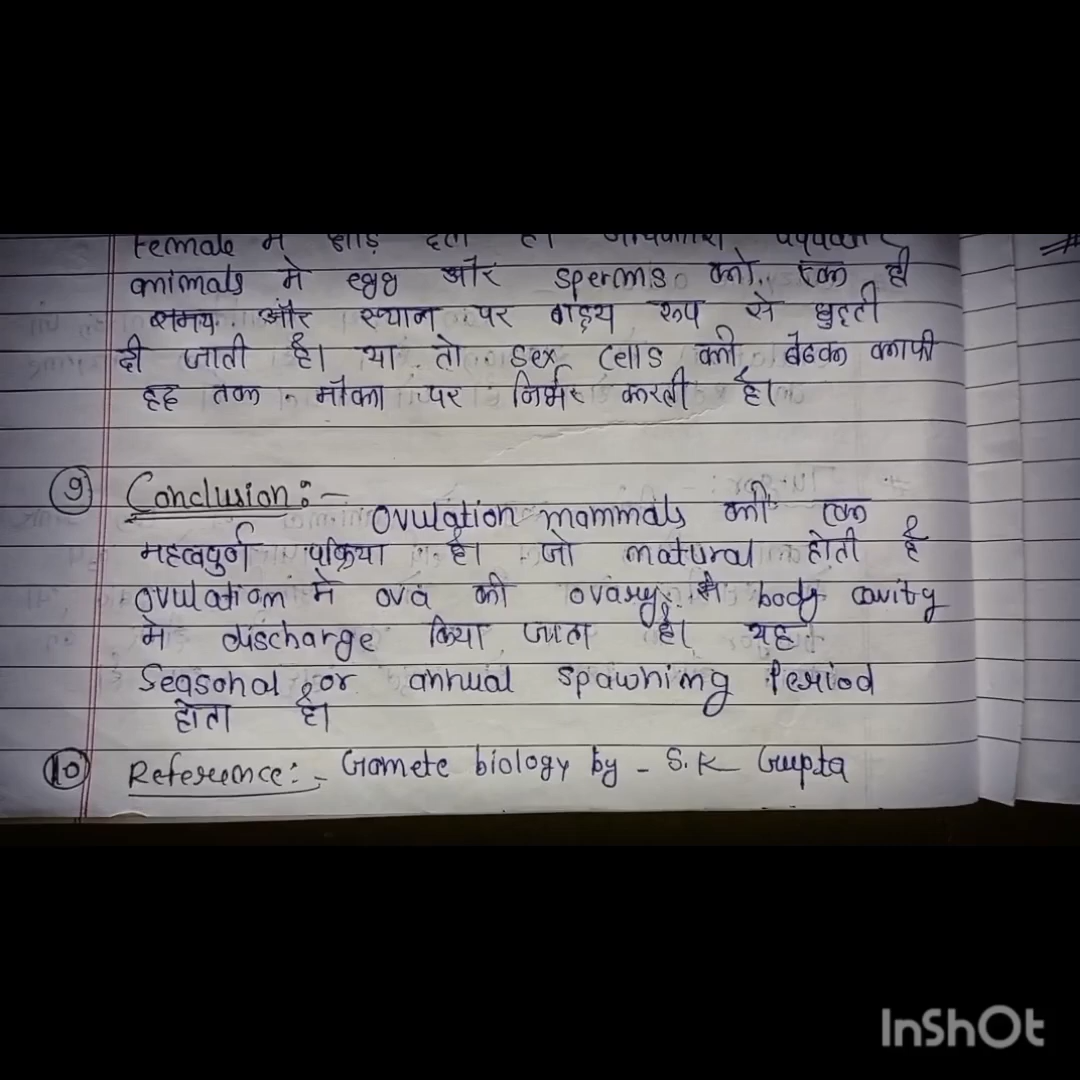 Female में छोड़ देता है।
animals मे egg और sperms को एक ही
समय और स्थान पर बाह्य रूप से छुट्टी
दी जाती है। या तो sex cells की बैठक काफी
हद तक मौका पर निर्भर करती है।
9 Conclusion:-
Ovulation mammals की एक
महत्वपुर्ण पक्रिया है। जो natural होती है
ovulation मे ova की ovary से body cavity
मे discharge किया जाता है। यह
Seasonal or annual spawning Period
होता है।
10 Reference:- Gamete biology by - S.K Gupta
InShOt